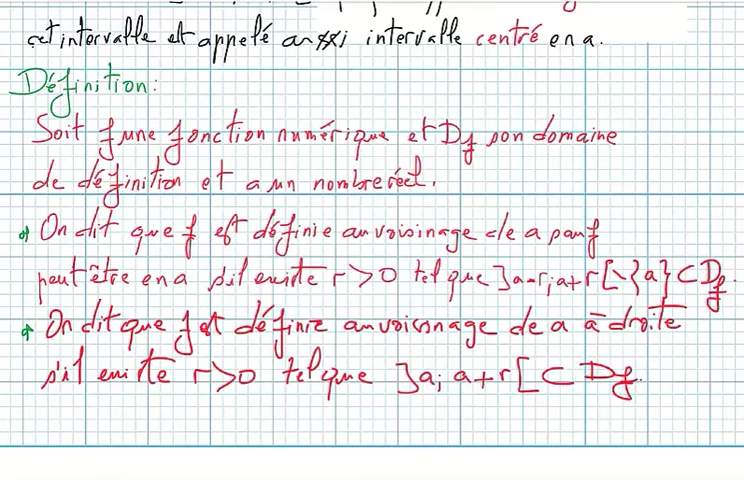 cet intervalle et appelé aussi intervalle centré en a.
Définition:
Soit f une fonction numérique et Df son domaine
de définition et a un nombre réel.
On dit que f est définie au voisinage de a sauf
peut être en a s'il existe r>0 tel que ]a-r;a+r[\{a}⊂Df.
On dit que f est définie au voisinage de a à droite
s'il existe r>0 tel que ]a;a+r[⊂Df.